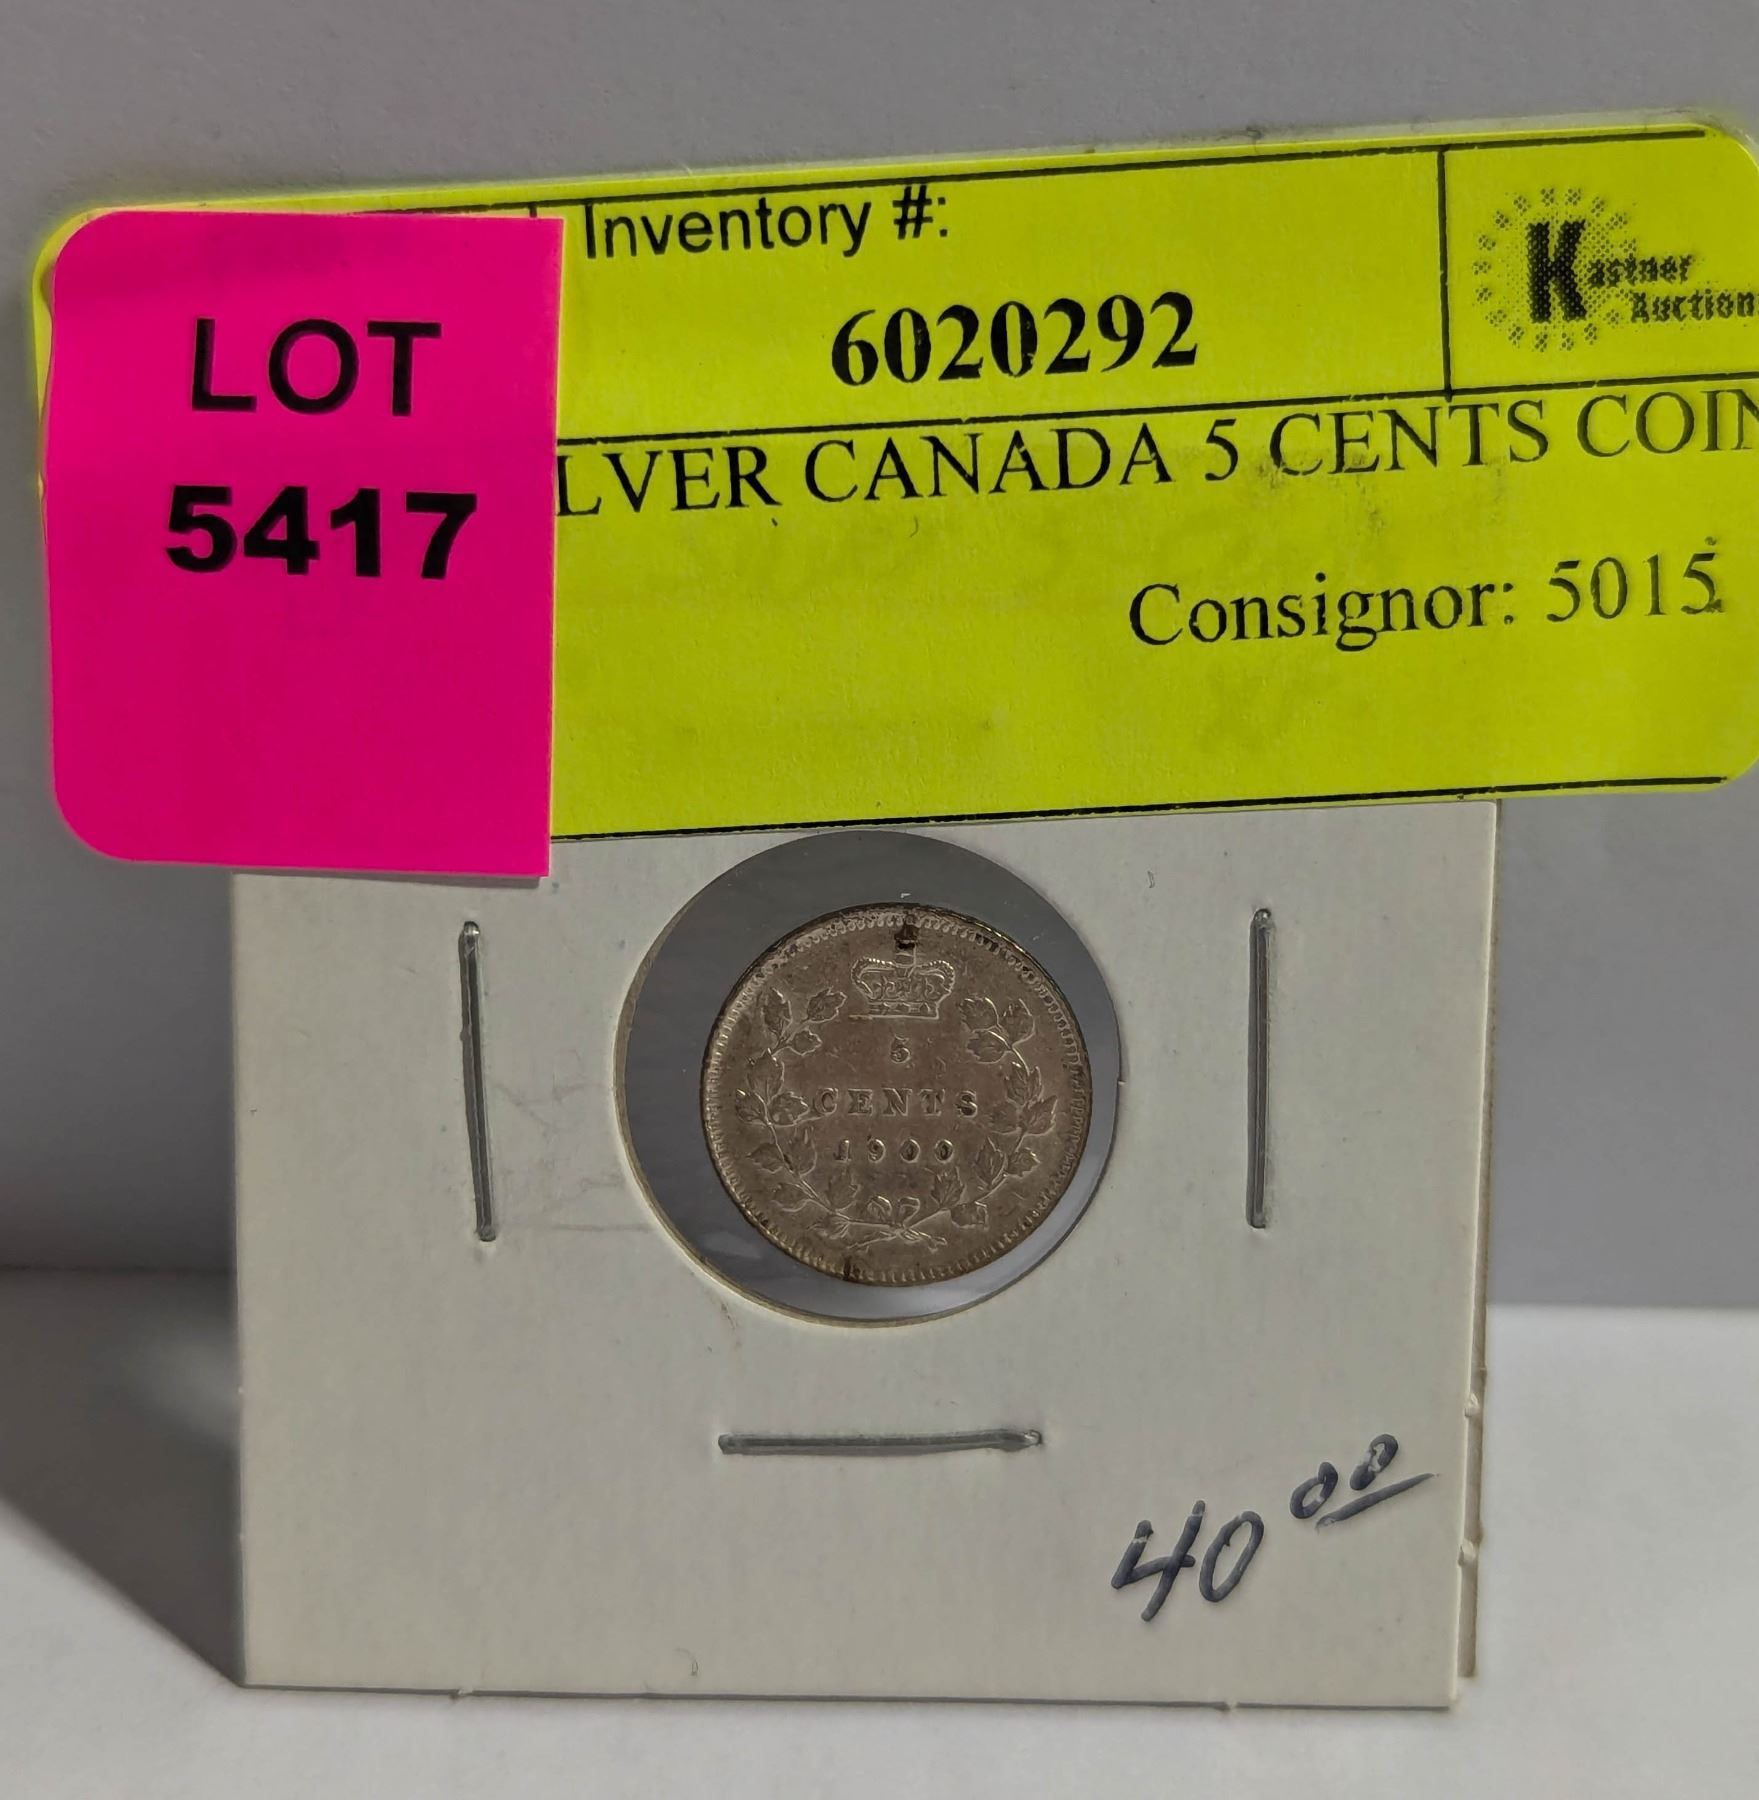 LOT
5417
Inventory #:
6020292
Kastner
Auction
LVER CANADA 5 CENTS COIN
Consignor: 5015
5
CENTS
1900
40.00